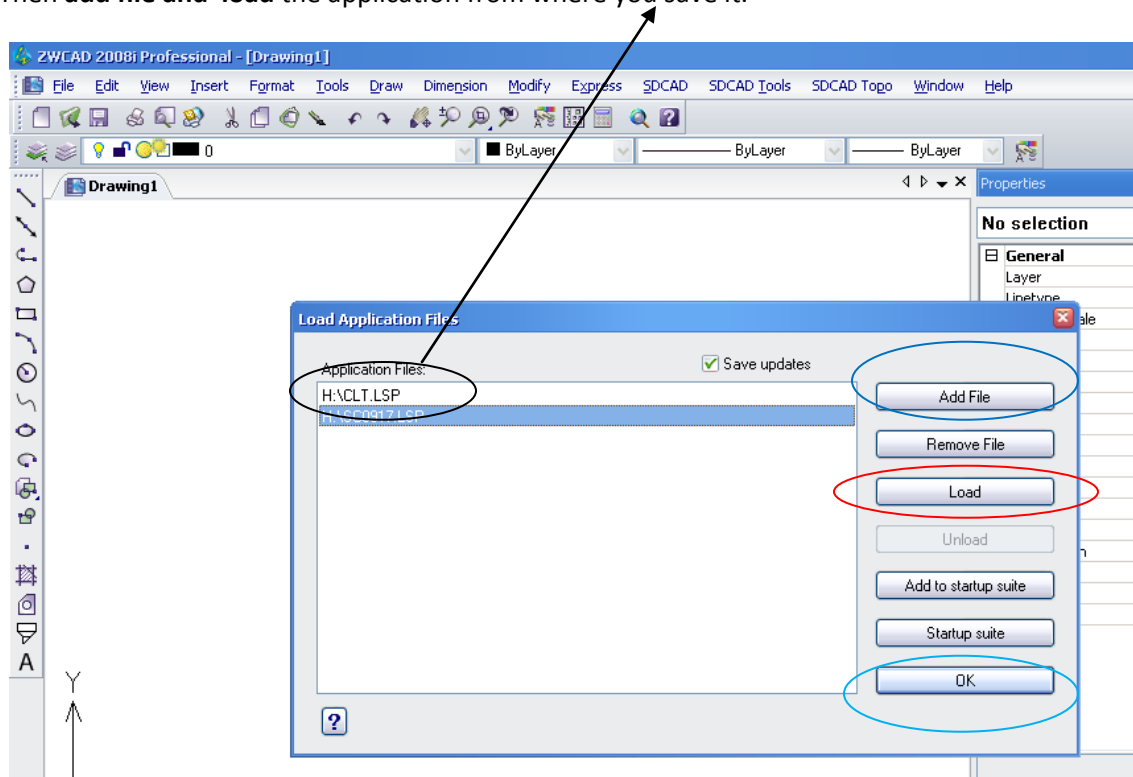 Then add file and load the application from where you save it.
ZWCAD 2008i Professional - [Drawing1]
File Edit View Insert Format Tools Draw Dimension Modify Express SDCAD SDCAD Tools SDCAD Topo Window Help
0 ByLayer ByLayer ByLayer
Drawing1
Properties
No selection
General
Layer
Linetype
ale
Load Application Files
Application Files:
Save updates
H:\CLT.LSP
H:\SC0917.LSP
Add File
Remove File
Load
Unload
n
Add to startup suite
Startup suite
OK
?
A
Y